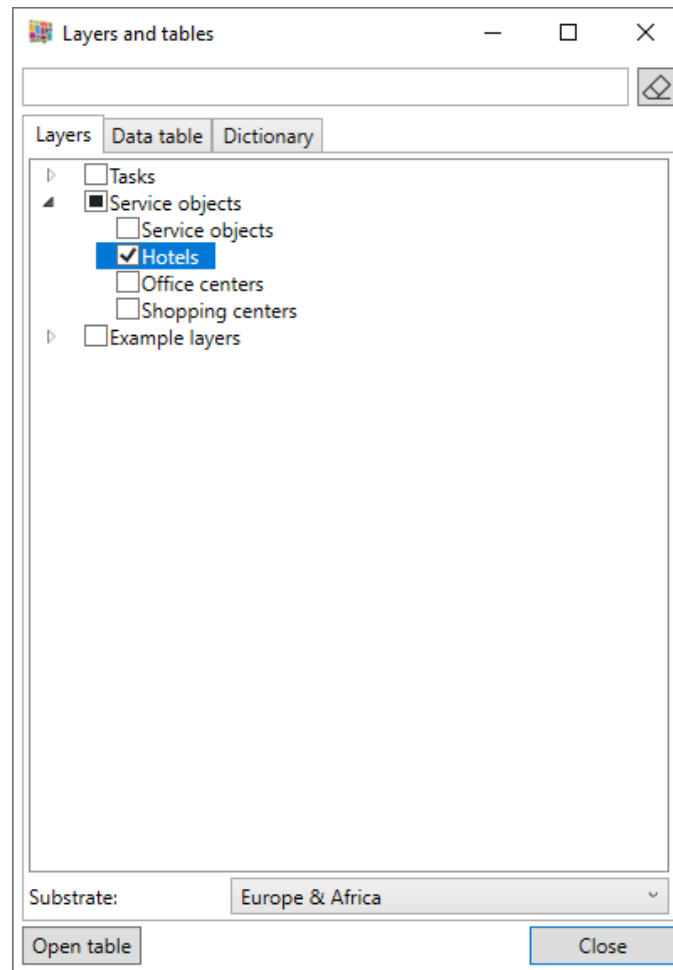 Layers and tables
Layers Data table Dictionary
Tasks
Service objects
Service objects
Hotels
Office centers
Shopping centers
Example layers
Substrate: Europe & Africa
Open table Close